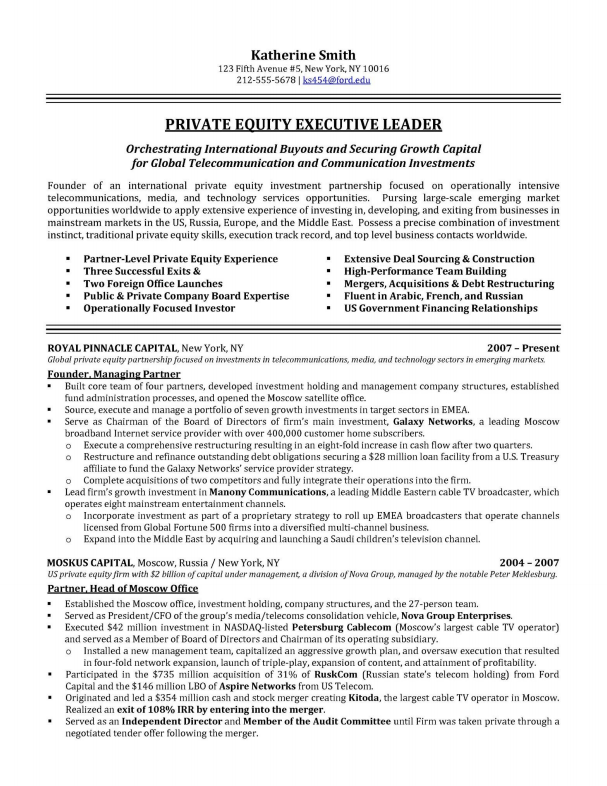 Katherine Smith
123 Fifth Avenue #5, New York, NY 10016
212-555-5678 | ks454@ford.edu
PRIVATE EQUITY EXECUTIVE LEADER
Orchestrating International Buyouts and Securing Growth Capital
for Global Telecommunication and Communication Investments
Founder of an international private equity investment partnership focused on operationally intensive
telecommunications, media, and technology services opportunities. Pursing large-scale emerging market
opportunities worldwide to apply extensive experience of investing in, developing, and exiting from businesses in
mainstream markets in the US, Russia, Europe, and the Middle East. Possess a precise combination of investment
instinct, traditional private equity skills, execution track record, and top level business contacts worldwide.
▪ Partner-Level Private Equity Experience
▪ Three Successful Exits &
▪ Two Foreign Office Launches
▪ Public & Private Company Board Expertise
▪ Operationally Focused Investor
▪ Extensive Deal Sourcing & Construction
▪ High-Performance Team Building
▪ Mergers, Acquisitions & Debt Restructuring
▪ Fluent in Arabic, French, and Russian
▪ US Government Financing Relationships
ROYAL PINNACLE CAPITAL, New York, NY 2007 – Present
Global private equity partnership focused on investments in telecommunications, media, and technology sectors in emerging markets.
Founder, Managing Partner
▪ Built core team of four partners, developed investment holding and management company structures, established
fund administration processes, and opened the Moscow satellite office.
▪ Source, execute and manage a portfolio of seven growth investments in target sectors in EMEA.
▪ Serve as Chairman of the Board of Directors of firm's main investment, Galaxy Networks, a leading Moscow
broadband Internet service provider with over 400,000 customer home subscribers.
o Execute a comprehensive restructuring resulting in an eight-fold increase in cash flow after two quarters.
o Restructure and refinance outstanding debt obligations securing a $28 million loan facility from a U.S. Treasury
affiliate to fund the Galaxy Networks' service provider strategy.
o Complete acquisitions of two competitors and fully integrate their operations into the firm.
▪ Lead firm's growth investment in Manony Communications, a leading Middle Eastern cable TV broadcaster, which
operates eight mainstream entertainment channels.
o Incorporate investment as part of a proprietary strategy to roll up EMEA broadcasters that operate channels
licensed from Global Fortune 500 firms into a diversified multi-channel business.
o Expand into the Middle East by acquiring and launching a Saudi children's television channel.
MOSKUS CAPITAL, Moscow, Russia / New York, NY 2004 – 2007
US private equity firm with $2 billion of capital under management, a division of Nova Group, managed by the notable Peter Meklesburg.
Partner, Head of Moscow Office
▪ Established the Moscow office, investment holding, company structures, and the 27-person team.
▪ Served as President/CFO of the group's media/telecoms consolidation vehicle, Nova Group Enterprises.
▪ Executed $42 million investment in NASDAQ-listed Petersburg Cablecom (Moscow's largest cable TV operator)
and served as a Member of Board of Directors and Chairman of its operating subsidiary.
o Installed a new management team, capitalized an aggressive growth plan, and oversaw execution that resulted
in four-fold network expansion, launch of triple-play, expansion of content, and attainment of profitability.
▪ Participated in the $735 million acquisition of 31% of RuskCom (Russian state's telecom holding) from Ford
Capital and the $146 million LBO of Aspire Networks from US Telecom.
▪ Originated and led a $354 million cash and stock merger creating Kitoda, the largest cable TV operator in Moscow.
Realized an exit of 108% IRR by entering into the merger.
▪ Served as an Independent Director and Member of the Audit Committee until Firm was taken private through a
negotiated tender offer following the merger.